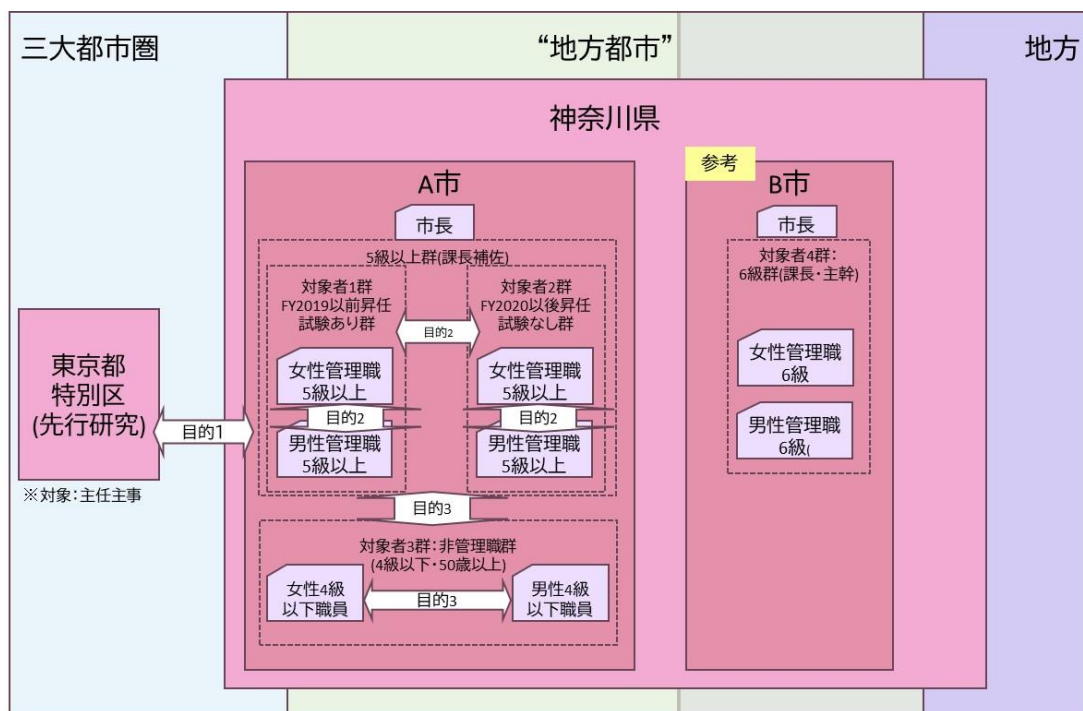 三大都市圏
“地方都市”
地方
神奈川県
A市
市長
5級以上群(課長補佐)
対象者1群
FY2019以前昇任
試験あり群
目的2
対象者2群
FY2020以後昇任
試験なし群
女性管理職
5級以上
目的2
男性管理職
5級以上
女性管理職
5級以上
目的2
男性管理職
5級以上
目的3
対象者3群：非管理職群
(4級以下・50歳以上)
女性4級
以下職員
目的3
男性4級
以下職員
参考
B市
市長
対象者4群：
6級群(課長・主幹)
女性管理職
6級
男性管理職
6級(
東京都
特別区
(先行研究)
目的1
※対象：主任主事